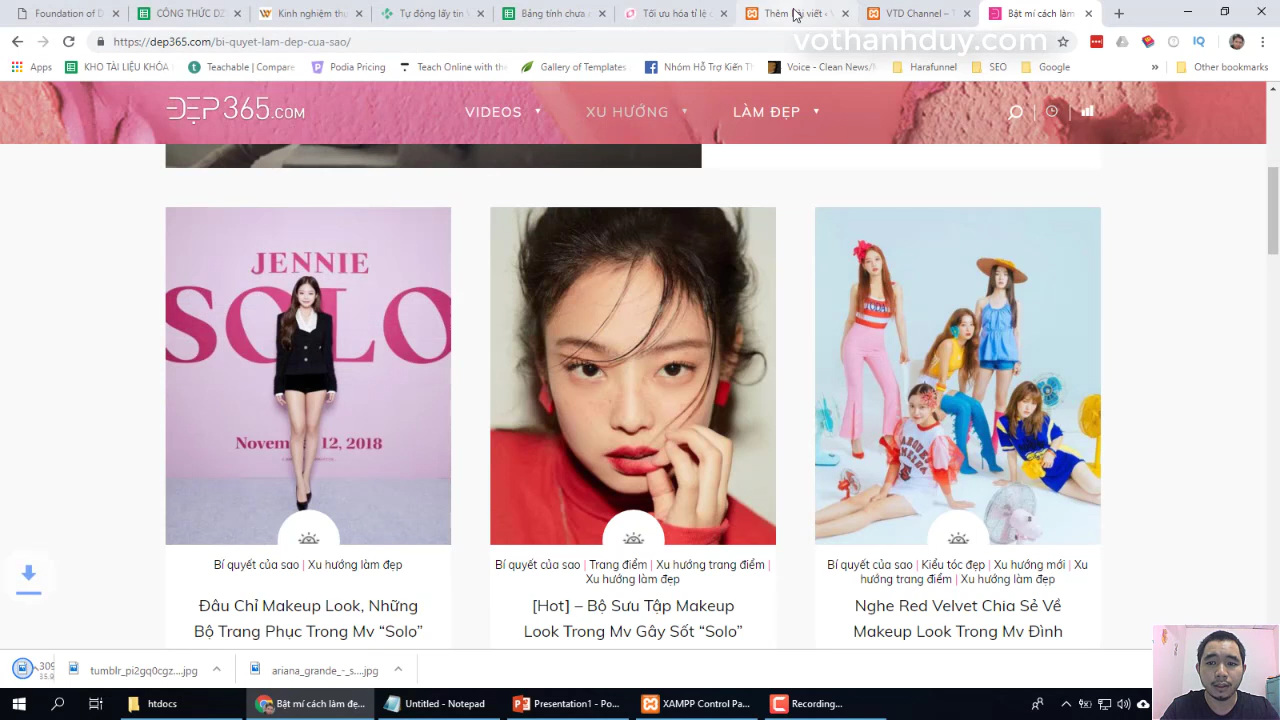 Document
CÔNG THỨC DZ
Kinh nghiệm thu
Tự động lấy tin v
Bảng tính chưa
Tối ưu hóa tỉ lệ c
VTD Channel – 1
Bật mí cách làm
https://dep365.com/bi-quyet-lam-dep-cua-sao/
vothanhduy.com
IQ
Apps
KHO TÀI LIỆU KHÓA
Teachable | Compare
Podia Pricing
Teach Online with the
Gallery of Templates
Nhóm Hỗ Trợ Kiến Th
Voice - Clean News/M
Harafunnel
SEO
Google
»
Other bookmarks
ĐẸP365.COM
VIDEOS
XU HƯỚNG
LÀM ĐẸP
JENNIE
SOLO
November 12, 2018
Bí quyết của sao | Xu hướng làm đẹp
Đâu Chỉ Makeup Look, Những
Bộ Trang Phục Trong Mv “Solo”
Bí quyết của sao | Trang điểm | Xu hướng trang điểm |
Xu hướng làm đẹp
[Hot] – Bộ Sưu Tập Makeup
Look Trong Mv Gây Sốt “Solo”
Bí quyết của sao | Kiểu tóc đẹp | Xu hướng mới | Xu
hướng trang điểm | Xu hướng làm đẹp
Nghe Red Velvet Chia Sẻ Về
Makeup Look Trong Mv Đình
tumblr_pi2gq0cgz....jpg
ariana_grande_-_s....jpg
htdocs
Bật mí cách làm đẹ...
Untitled - Notepad
Presentation1 - Po...
XAMPP Control Pa...
Recording...